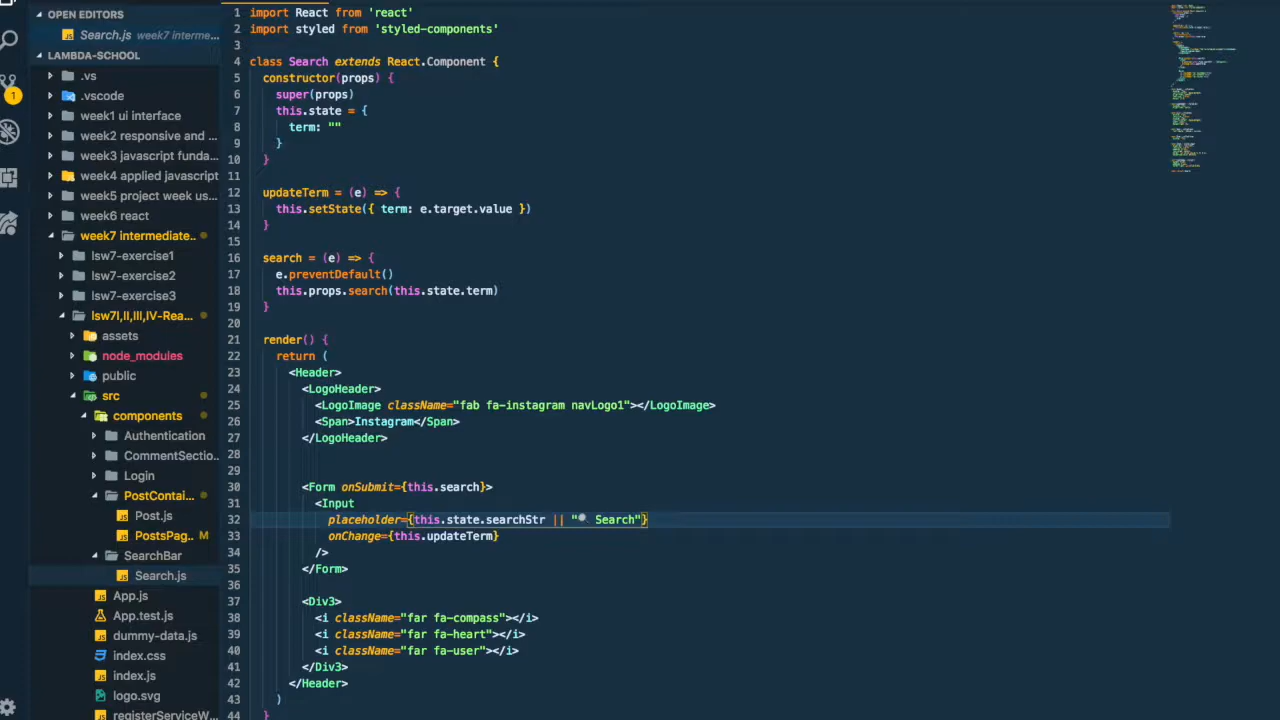 OPEN EDITORS
Search.js week7 interme...
LAMBDA-SCHOOL
.vs
.vscode
week1 ui interface
week2 responsive and ...
week3 javascript funda...
week4 applied javascript
week5 project week us...
week6 react
week7 intermediate..
lsw7-exercise1
lsw7-exercise2
lsw7-exercise3
lsw7I,II,III,IV-Rea...
assets
node_modules
public
src
components
Authentication
CommentSectio...
Login
PostContai...
Post.js
PostsPag.. M
SearchBar
Search.js
App.js
App.test.js
dummy-data.js
index.css
index.js
logo.svg
registerServiceW...
1
1 import React from 'react'
2 import styled from 'styled-components'
3
4 class Search extends React.Component {
5 constructor(props) {
6 super(props)
7 this.state = {
8 term: ""
9 }
10 }
11
12 updateTerm = (e) => {
13 this.setState({ term: e.target.value })
14 }
15
16 search = (e) => {
17 e.preventDefault()
18 this.props.search(this.state.term)
19 }
20
21 render() {
22 return (
23 <Header>
24 <LogoHeader>
25 <LogoImage className="fab fa-instagram navLogo1"></LogoImage>
26 <Span>Instagram</Span>
27 </LogoHeader>
28
29
30 <Form onSubmit={this.search}>
31 <Input
32 placeholder={this.state.searchStr || "🔍 Search"}
33 onChange={this.updateTerm}
34 />
35 </Form>
36
37 <Div3>
38 <i className="far fa-compass"></i>
39 <i className="far fa-heart"></i>
40 <i className="far fa-user"></i>
41 </Div3>
42 </Header>
43 )
44 }